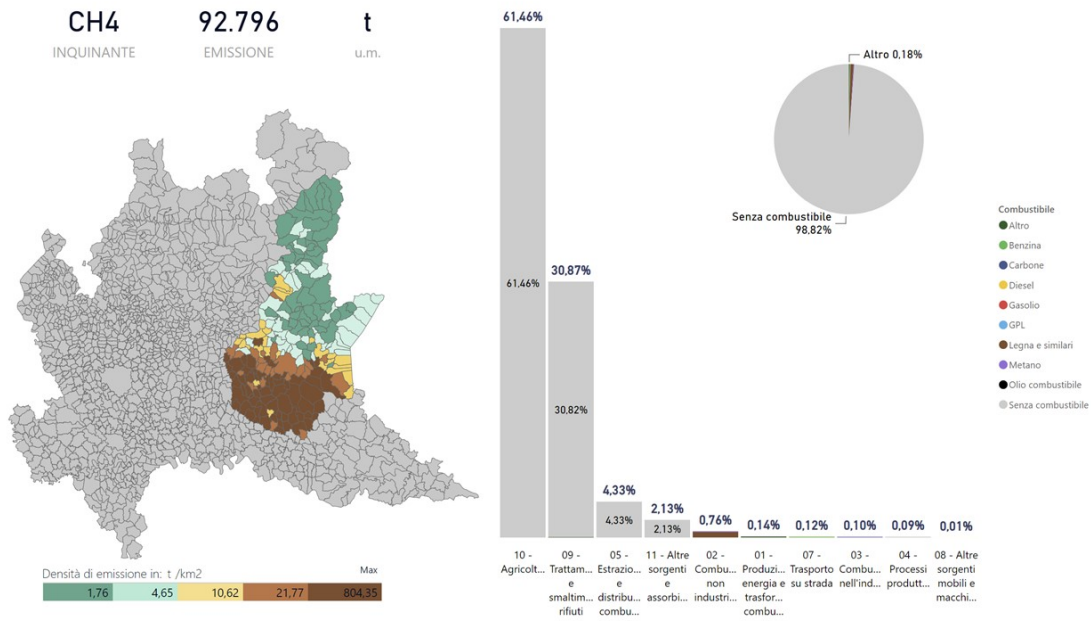 CH4
92.796
t
INQUINANTE
EMISSIONE
u.m.
Densità di emissione in: t /km2
Max
1,76
4,65
10,62
21,77
804,35
61,46%
61,46%
30,87%
30,82%
4,33%
4,33%
2,13%
2,13%
0,76%
0,14%
0,12%
0,10%
0,09%
0,01%
10 -
Agricolt...
09 -
Trattam...
e
smaltim...
rifiuti
05 -
Estrazio...
e
distribu...
combu...
11 - Altre
sorgenti
e
assorbi...
02 -
Combu...
non
industri...
01 -
Produzi...
energia e
trasfor...
combu...
07 -
Trasporto
su strada
03 -
Combu...
nell'ind...
04 -
Processi
produtt...
08 - Altre
sorgenti
mobili e
macchi...
Altro 0,18%
Senza combustibile
98,82%
Combustibile
Altro
Benzina
Carbone
Diesel
Gasolio
GPL
Legna e similari
Metano
Olio combustibile
Senza combustibile